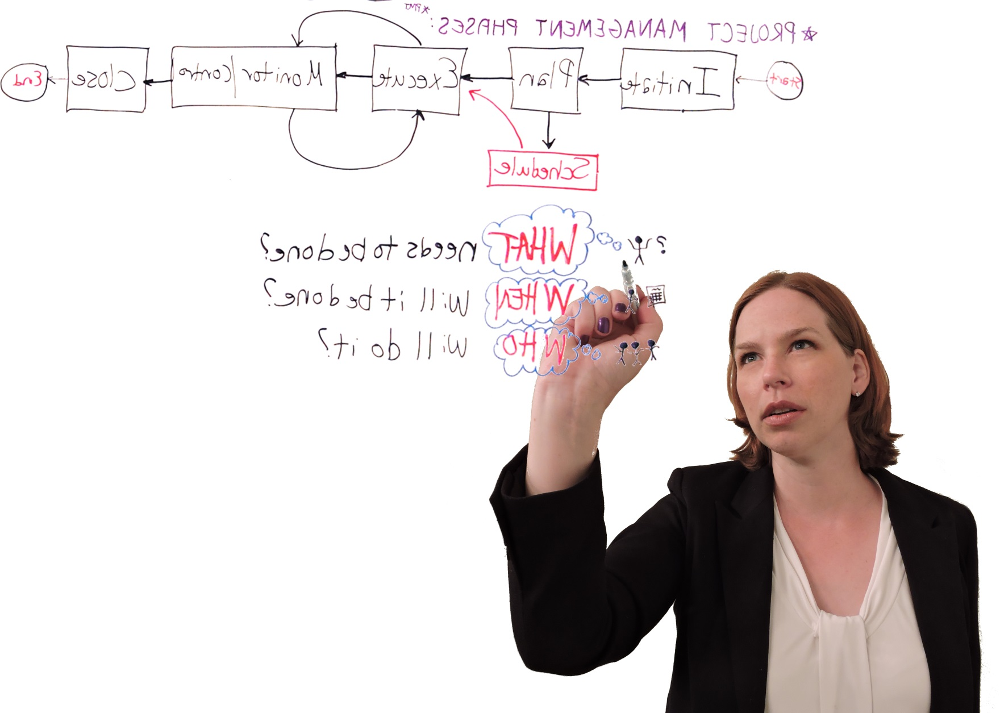 *PMI
☆PROJECT MANAGEMENT PHASES:
Start
Initiate
Plan
Execute
Monitor/Contro
Close
End
Schedule
? WHAT needs to be done?
WHEN Will it be done?
WHO Will do it?